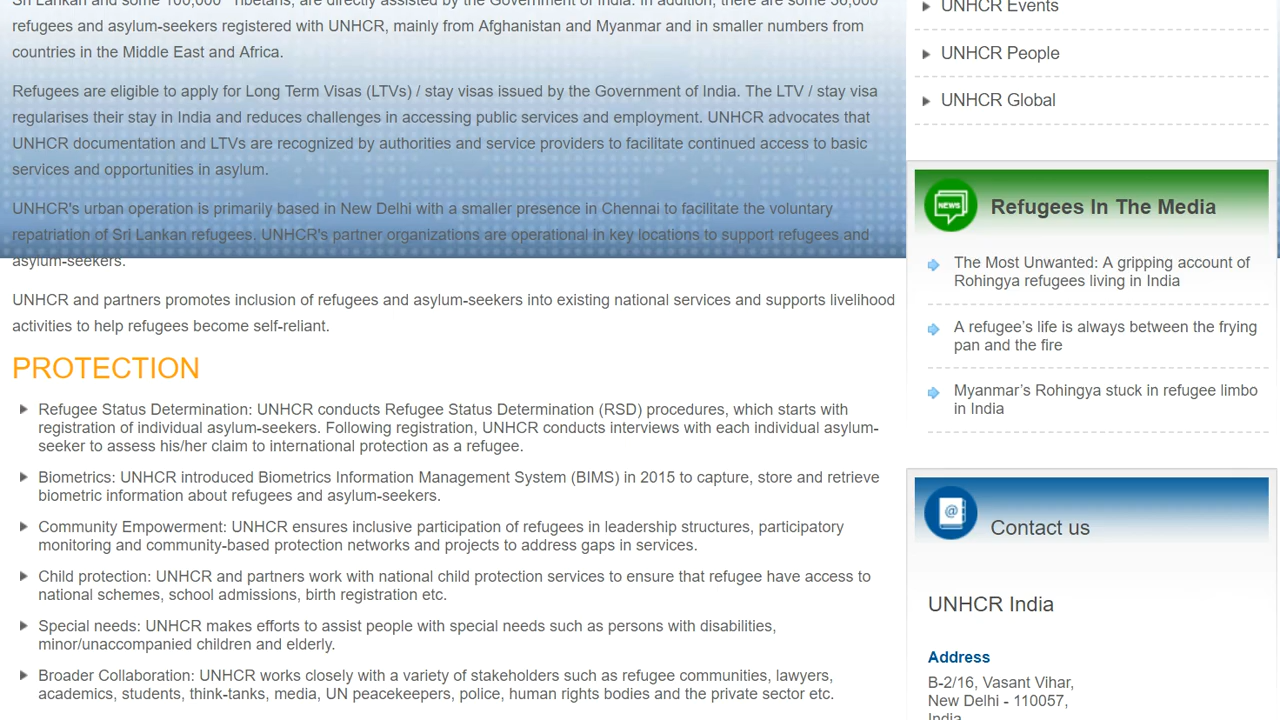 Sri Lankan and some 100,000 Tibetans, are directly assisted by the Government of India. In addition, there are some 36,000
refugees and asylum-seekers registered with UNHCR, mainly from Afghanistan and Myanmar and in smaller numbers from
countries in the Middle East and Africa.
Refugees are eligible to apply for Long Term Visas (LTVs) / stay visas issued by the Government of India. The LTV / stay visa
regularises their stay in India and reduces challenges in accessing public services and employment. UNHCR advocates that
UNHCR documentation and LTVs are recognized by authorities and service providers to facilitate continued access to basic
services and opportunities in asylum.
UNHCR's urban operation is primarily based in New Delhi with a smaller presence in Chennai to facilitate the voluntary
repatriation of Sri Lankan refugees. UNHCR's partner organizations are operational in key locations to support refugees and
asylum-seekers.
UNHCR and partners promotes inclusion of refugees and asylum-seekers into existing national services and supports livelihood
activities to help refugees become self-reliant.
PROTECTION
Refugee Status Determination: UNHCR conducts Refugee Status Determination (RSD) procedures, which starts with
registration of individual asylum-seekers. Following registration, UNHCR conducts interviews with each individual asylum-
seeker to assess his/her claim to international protection as a refugee.
Biometrics: UNHCR introduced Biometrics Information Management System (BIMS) in 2015 to capture, store and retrieve
biometric information about refugees and asylum-seekers.
Community Empowerment: UNHCR ensures inclusive participation of refugees in leadership structures, participatory
monitoring and community-based protection networks and projects to address gaps in services.
Child protection: UNHCR and partners work with national child protection services to ensure that refugee have access to
national schemes, school admissions, birth registration etc.
Special needs: UNHCR makes efforts to assist people with special needs such as persons with disabilities,
minor/unaccompanied children and elderly.
Broader Collaboration: UNHCR works closely with a variety of stakeholders such as refugee communities, lawyers,
academics, students, think-tanks, media, UN peacekeepers, police, human rights bodies and the private sector etc.
UNHCR Events
UNHCR People
UNHCR Global
NEWS
Refugees In The Media
The Most Unwanted: A gripping account of
Rohingya refugees living in India
A refugee’s life is always between the frying
pan and the fire
Myanmar’s Rohingya stuck in refugee limbo
in India
@
Contact us
UNHCR India
Address
B-2/16, Vasant Vihar,
New Delhi - 110057,
India